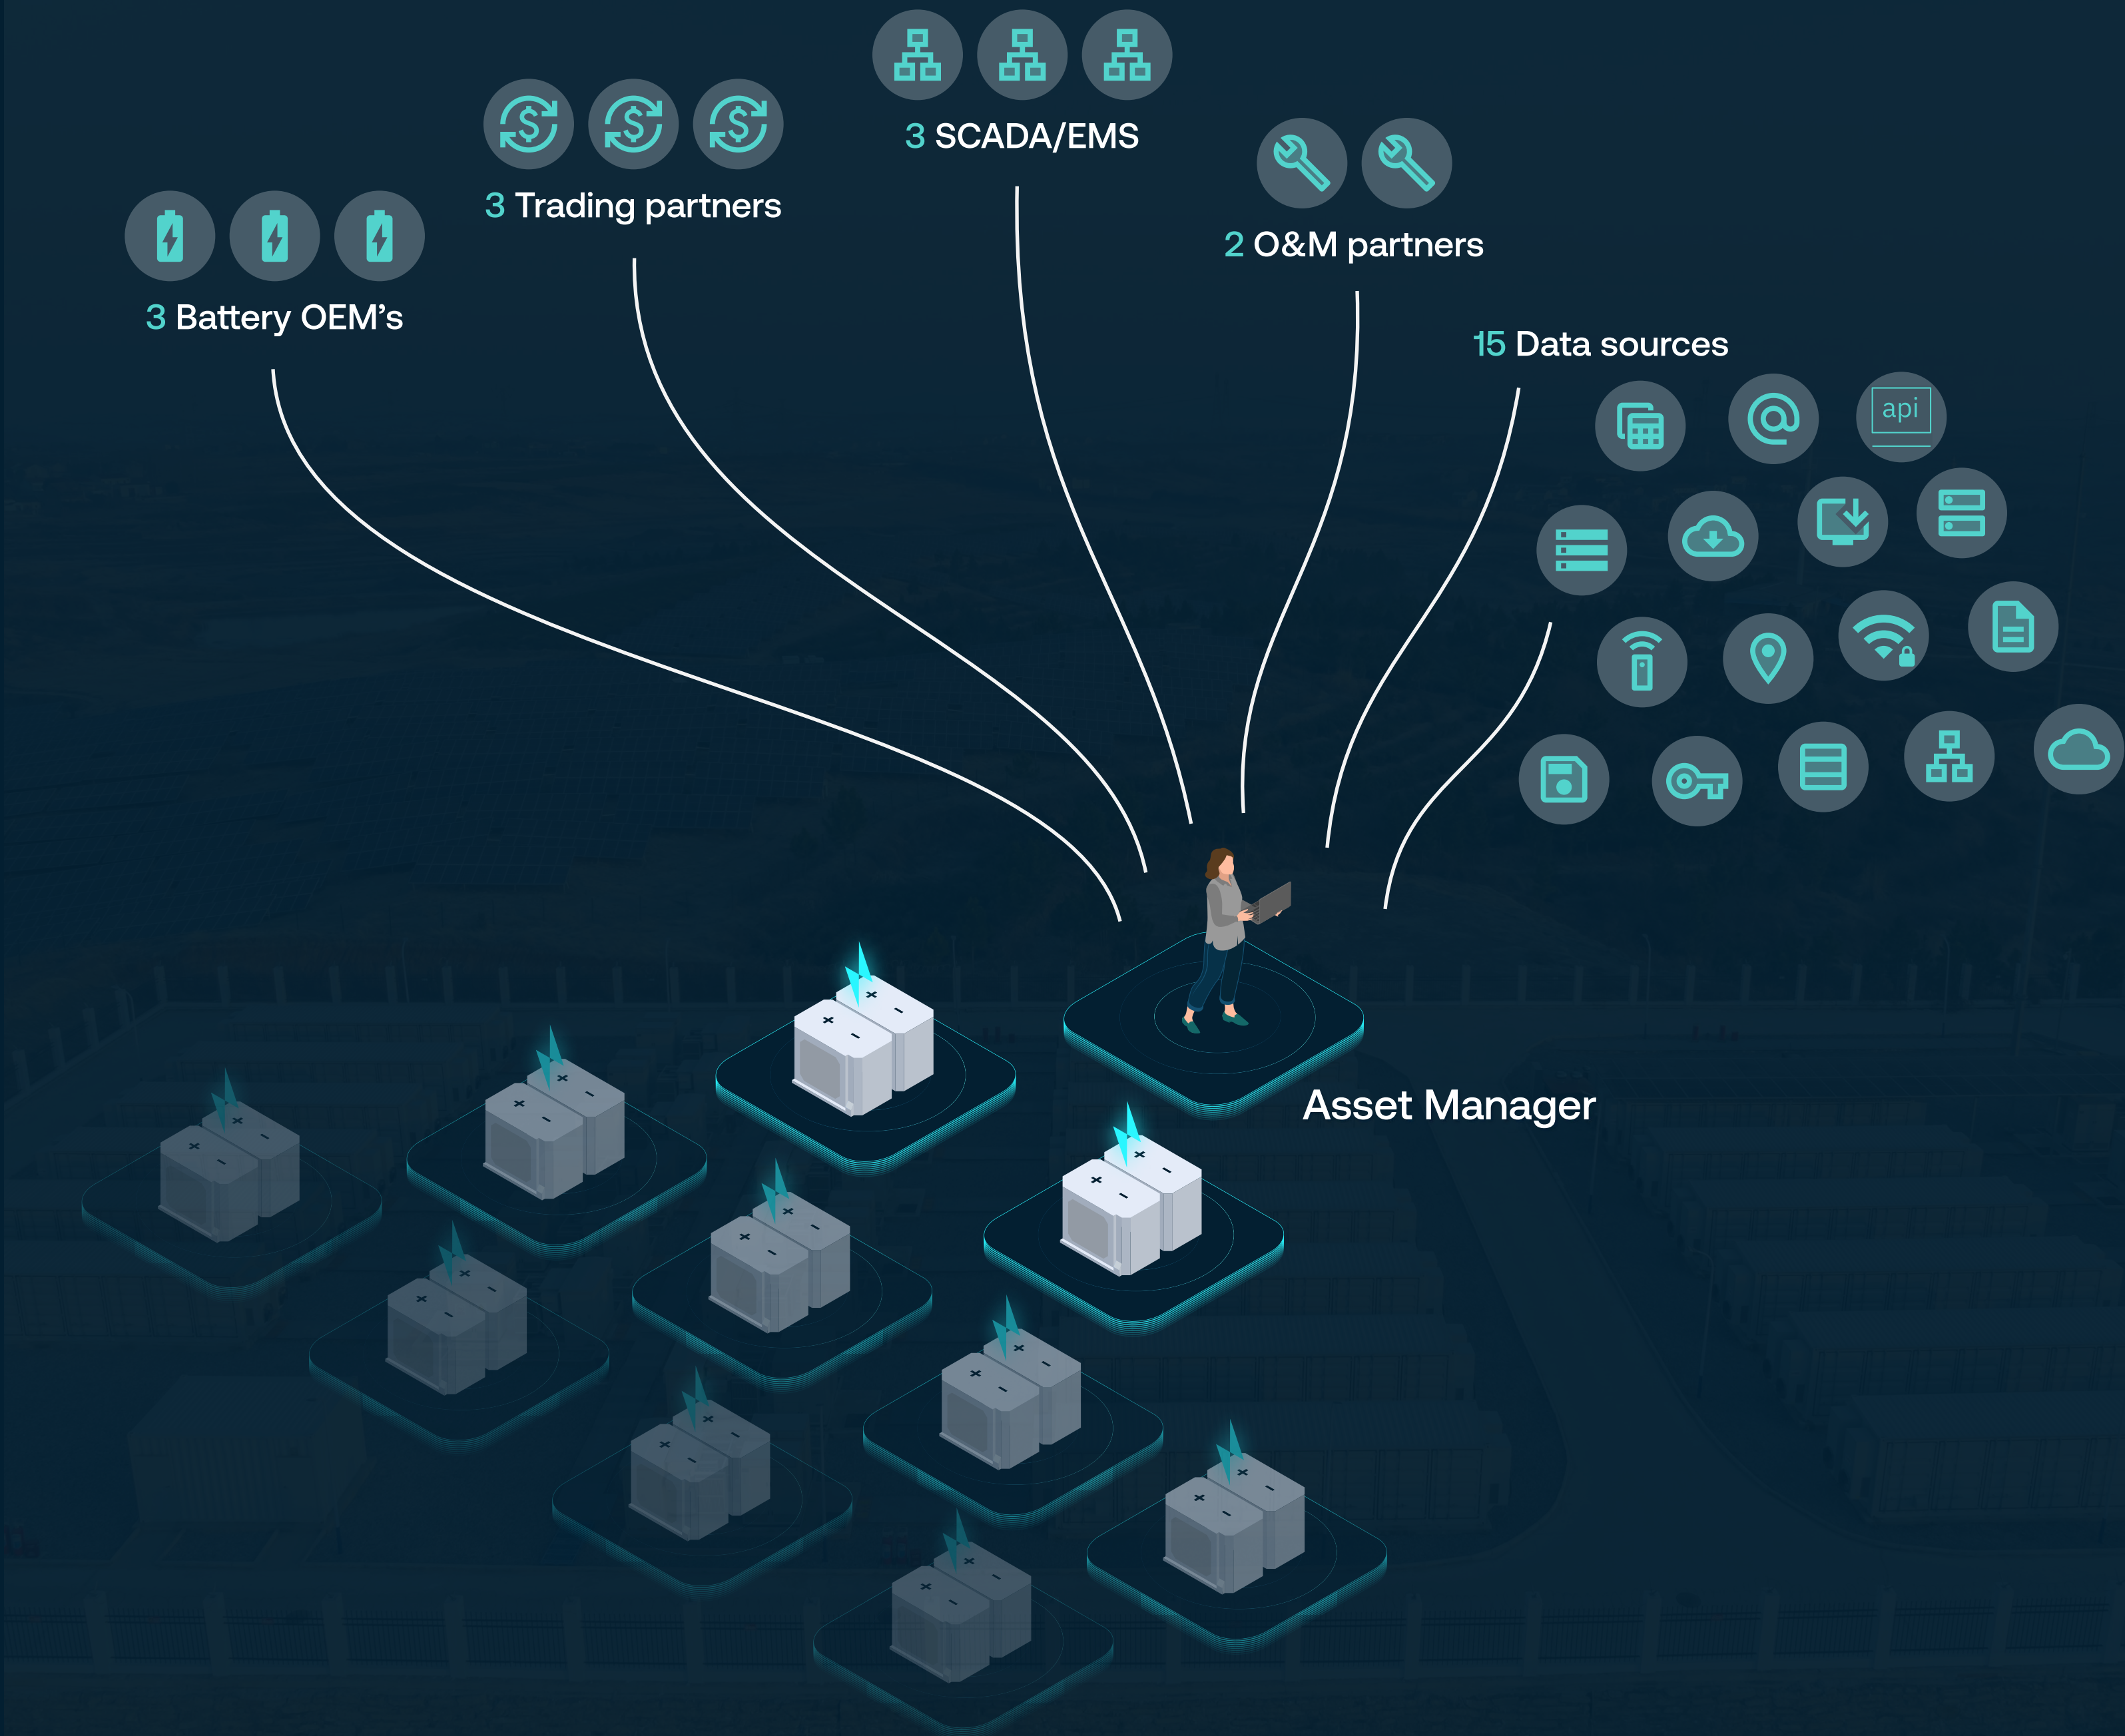 3 SCADA/EMS
3 Trading partners
2 O&M partners
3 Battery OEM’s
15 Data sources
api
Asset Manager